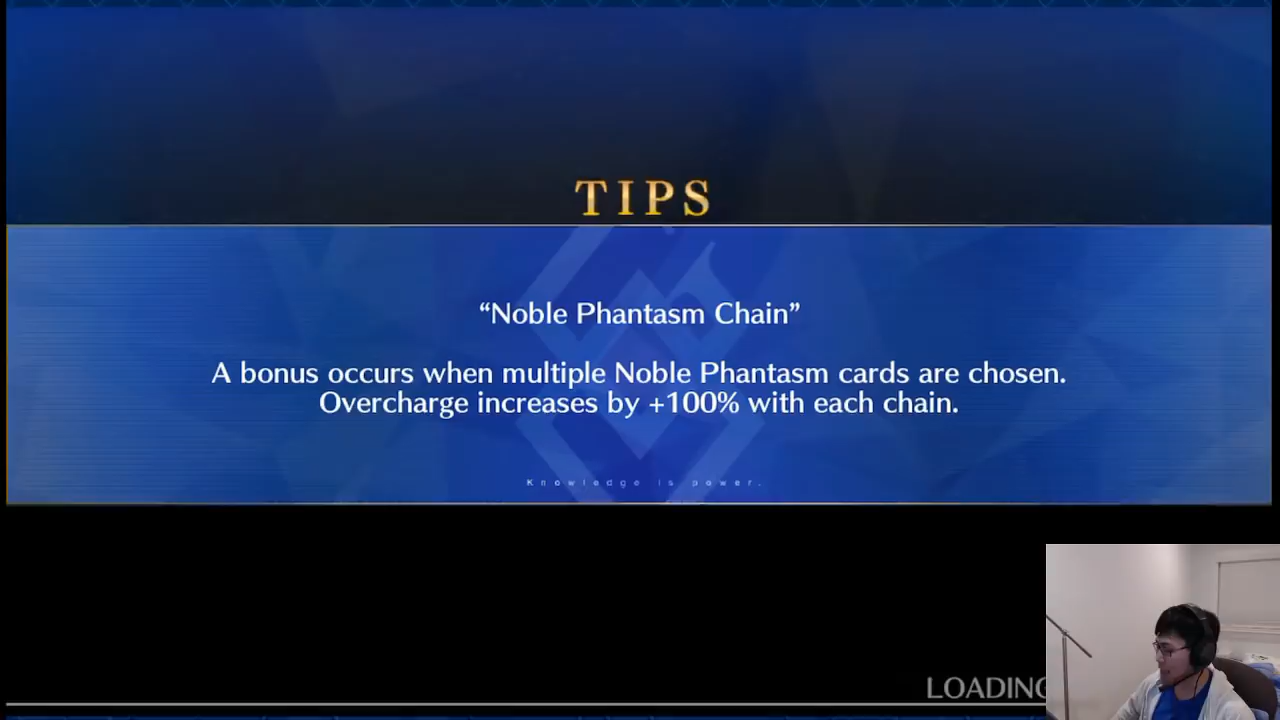 TIPS
“Noble Phantasm Chain”
A bonus occurs when multiple Noble Phantasm cards are chosen.
Overcharge increases by +100% with each chain.
Knowledge is power.
LOADING